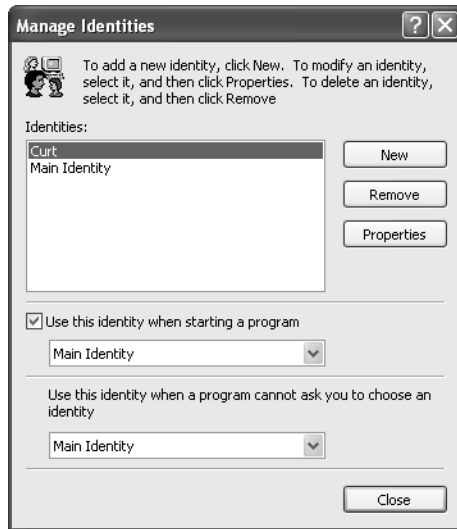 Manage Identities
To add a new identity, click New. To modify an identity,
select it, and then click Properties. To delete an identity,
select it, and then click Remove
Identities:
Curt
Main Identity
New
Remove
Properties
Use this identity when starting a program
Main Identity
Use this identity when a program cannot ask you to choose an
identity
Main Identity
Close